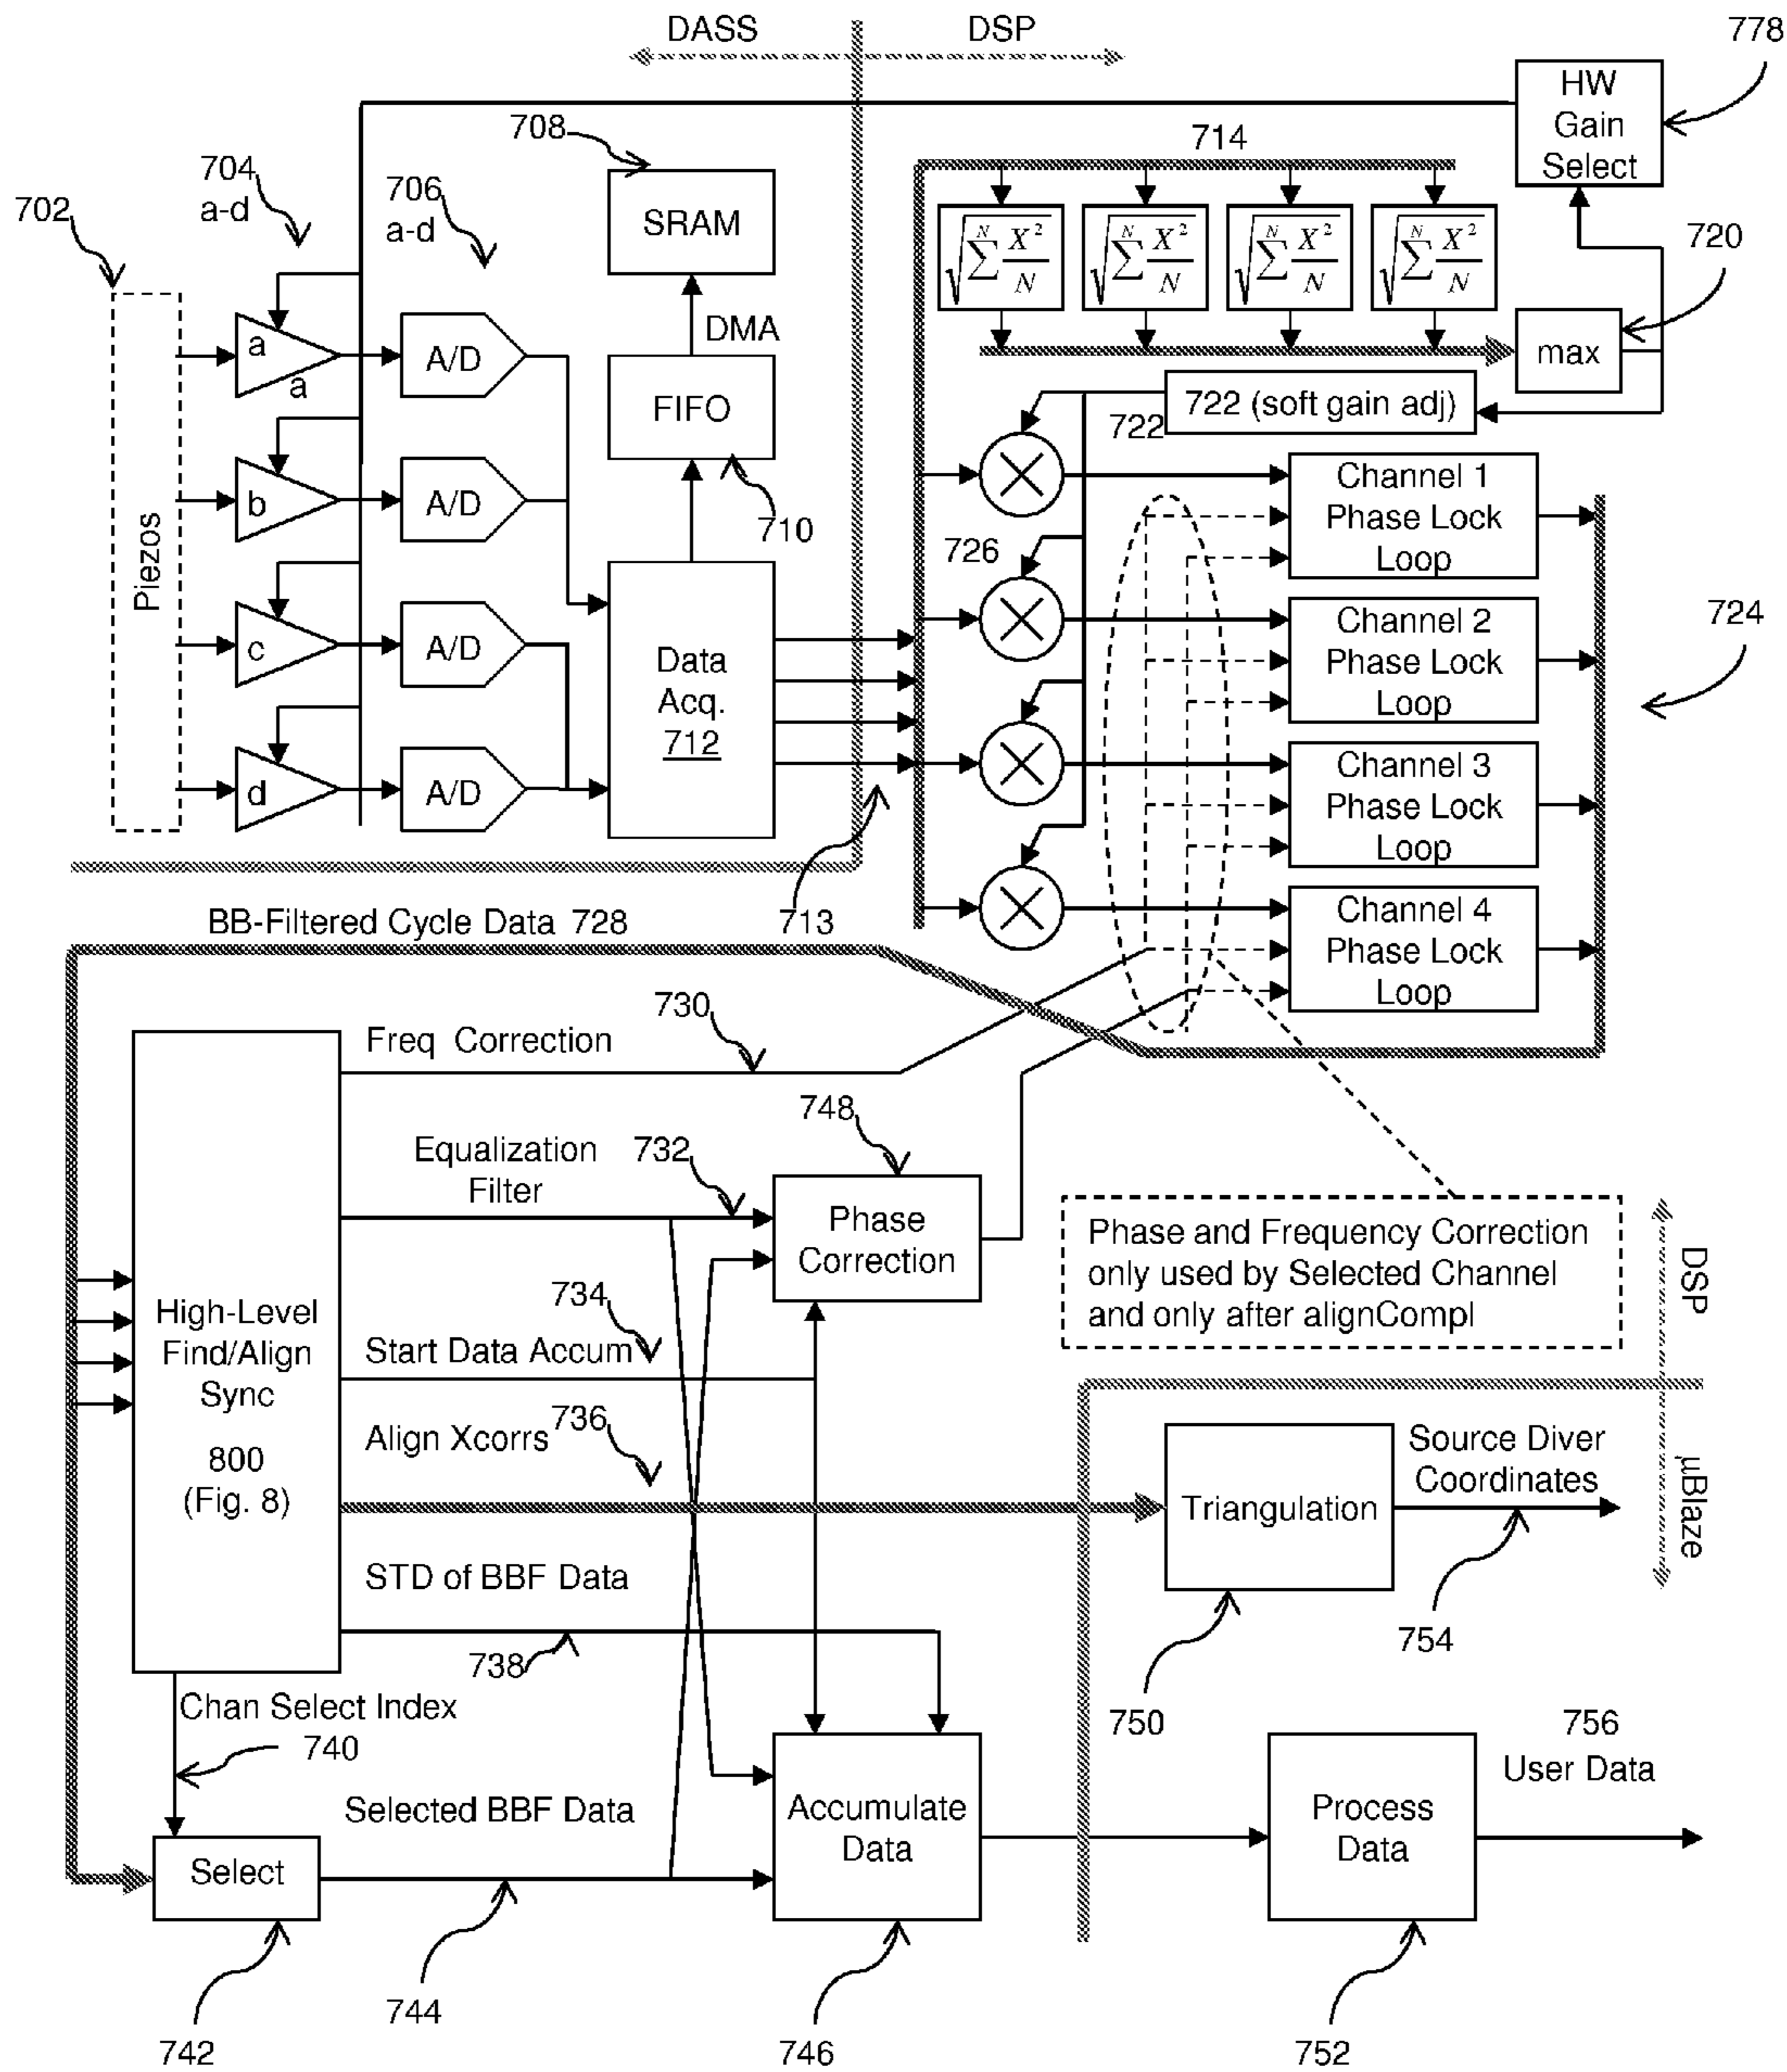 DASS
DSP
778
HW
Gain
Select
708
714
704
a-d
706
a-d
702
SRAM
√∑^N X²/N
√∑^N X²/N
√∑^N X²/N
√∑^N X²/N
720
DMA
a
a
A/D
FIFO
max
722 (soft gain adj)
722
Piezos
b
A/D
710
Channel 1
Phase Lock
Loop
726
c
A/D
Data
Acq.
712
Channel 2
Phase Lock
Loop
724
d
A/D
Channel 3
Phase Lock
Loop
713
BB-Filtered Cycle Data 728
Channel 4
Phase Lock
Loop
730
Freq Correction
748
Equalization
Filter
732
Phase
Correction
Phase and Frequency Correction
only used by Selected Channel
and only after alignCompl
DSP
734
High-Level
Find/Align
Sync
800
(Fig. 8)
Start Data Accum
736
Align Xcorrs
Triangulation
Source Diver
Coordinates
µBlaze
STD of BBF Data
754
738
Chan Select Index
740
750
756
User Data
Selected BBF Data
Accumulate
Data
Process
Data
Select
742
744
746
752